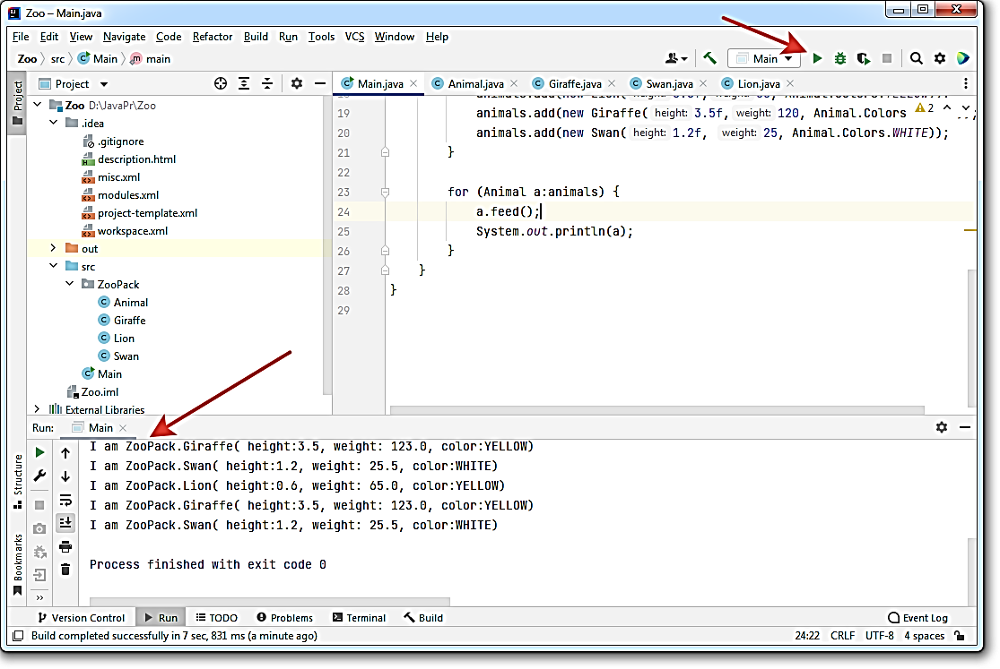 Zoo – Main.java
File Edit View Navigate Code Refactor Build Run Tools VCS Window Help
Zoo src Main main
Main
Project
Project
Main.java Animal.java Giraffe.java Swan.java Lion.java
Zoo D:\JavaPr\Zoo
.idea
.gitignore
description.html
misc.xml
modules.xml
project-template.xml
workspace.xml
out
src
ZooPack
Animal
Giraffe
Lion
Swan
Main
Zoo.iml
External Libraries
19 animals.add(new Giraffe( height: 3.5f, weight: 120, Animal.Colors
2
20 animals.add(new Swan( height: 1.2f, weight: 25, Animal.Colors.WHITE));
21 }
22
23 for (Animal a:animals) {
24 a.feed();
25 System.out.println(a);
26 }
27 }
28 }
29
Run: Main
I am ZooPack.Giraffe( height:3.5, weight: 123.0, color:YELLOW)
I am ZooPack.Swan( height:1.2, weight: 25.5, color:WHITE)
I am ZooPack.Lion( height:0.6, weight: 65.0, color:YELLOW)
I am ZooPack.Giraffe( height:3.5, weight: 123.0, color:YELLOW)
I am ZooPack.Swan( height:1.2, weight: 25.5, color:WHITE)
Process finished with exit code 0
Structure
Bookmarks
Version Control Run TODO Problems Terminal Build Event Log
Build completed successfully in 7 sec, 831 ms (a minute ago) 24:22 CRLF UTF-8 4 spaces